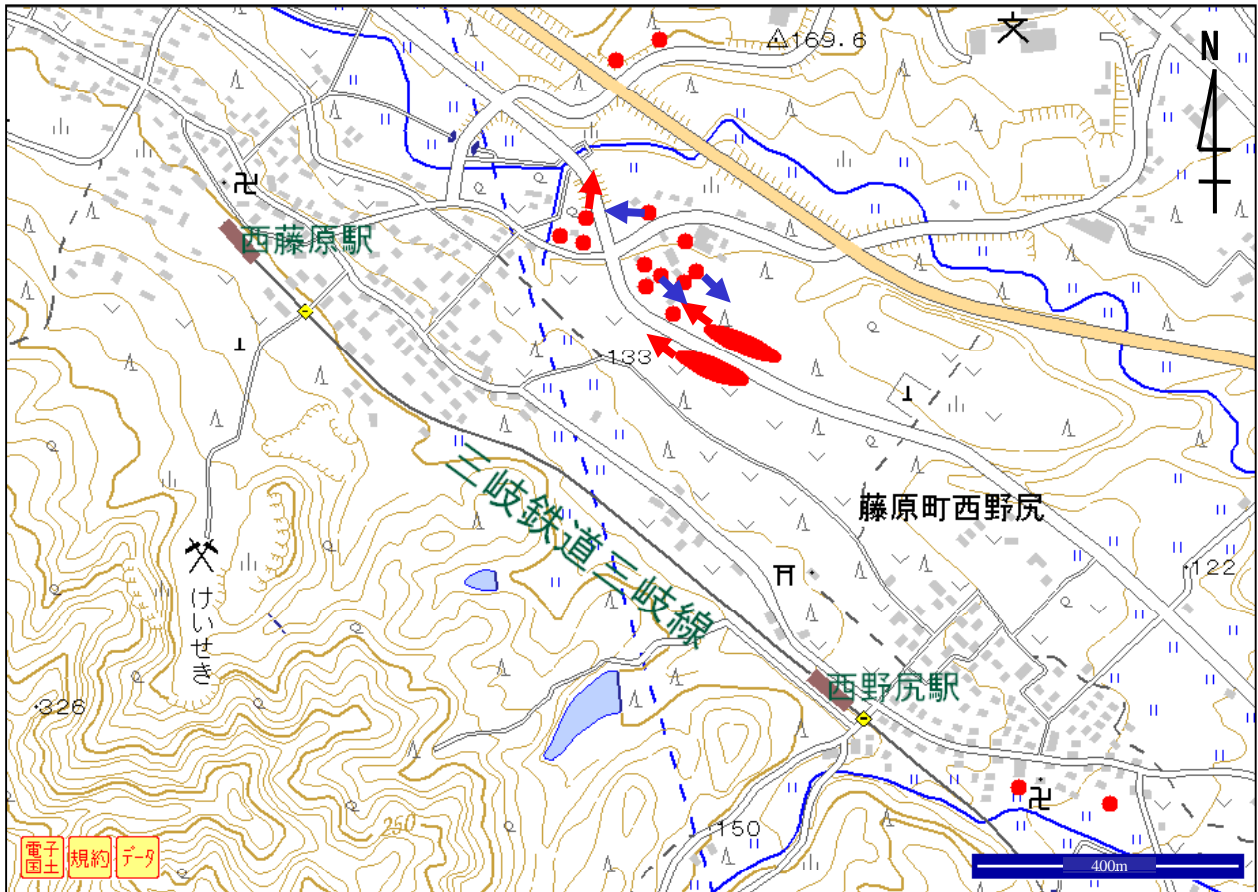 169.6
N
西藤原駅
133
三岐鉄道三岐線
藤原町西野尻
122
けいせき
西野尻駅
326
250
150
電子国土
規約
データ
400m